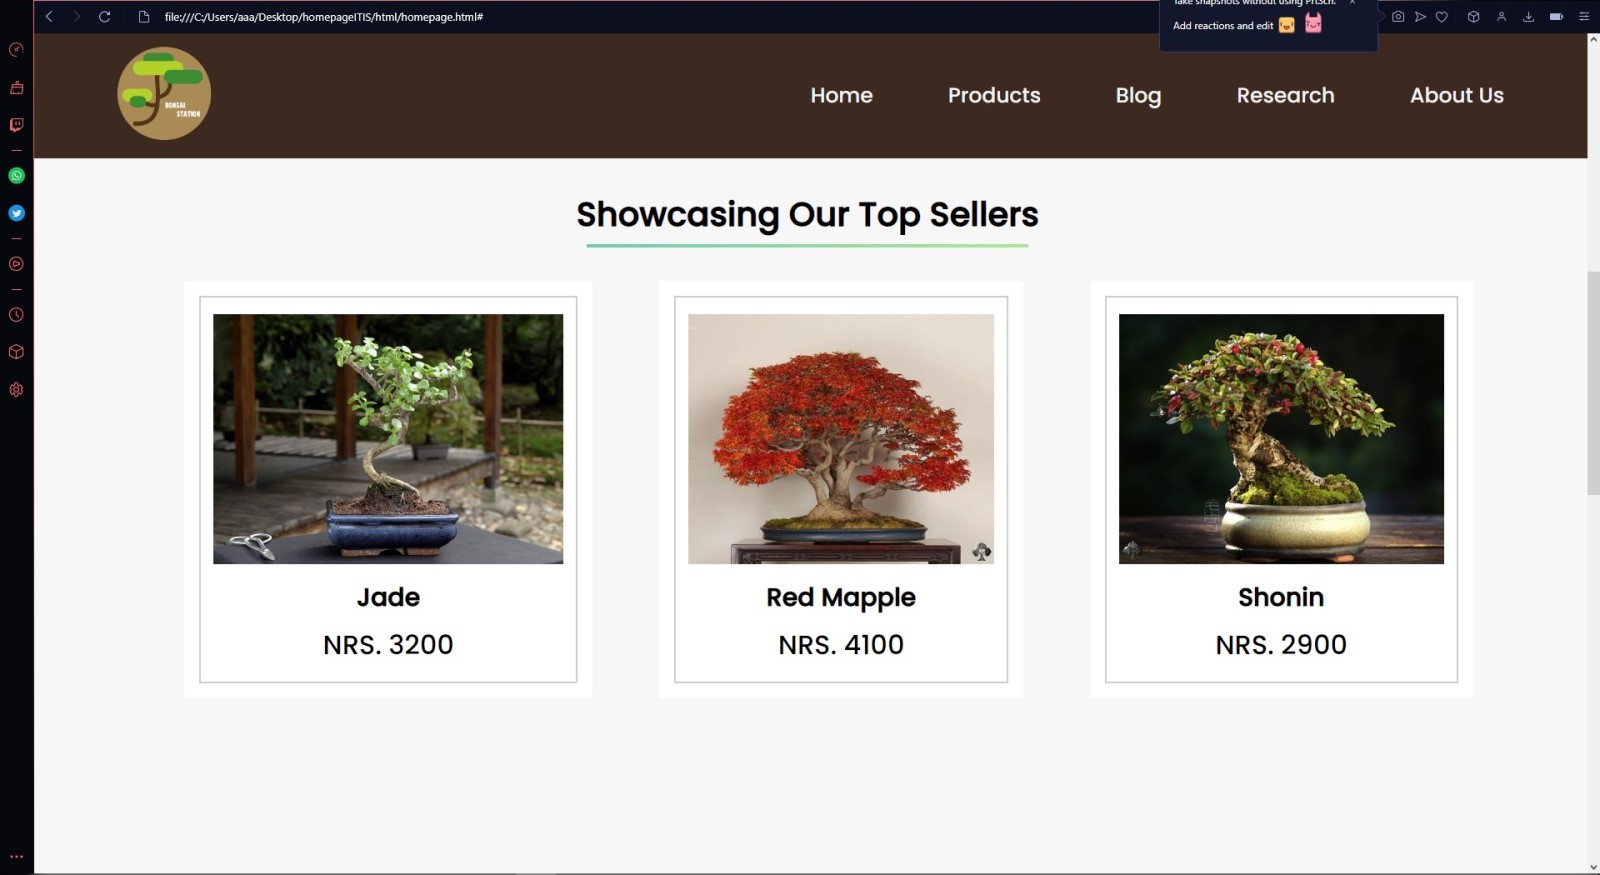 file:///C:/Users/aaa/Desktop/homepageITIS/html/homepage.html#
Take snapshots without using PrtScn.
Add reactions and edit
BONSAI
STATION
Home
Products
Blog
Research
About Us
Showcasing Our Top Sellers
Jade
NRS. 3200
Red Mapple
NRS. 4100
Shonin
NRS. 2900